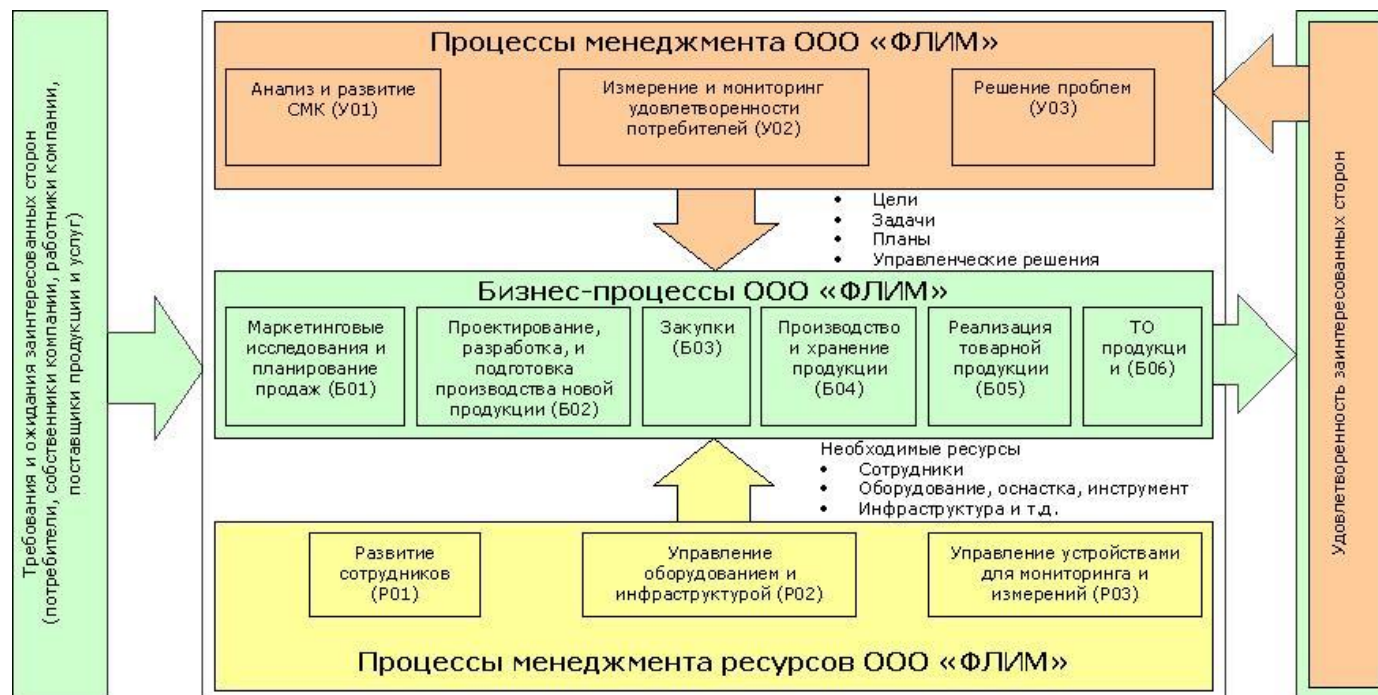 Требования и ожидания заинтересованных сторон
(потребители, собственники компании, работники компании,
поставщики продукции и услуг)
Процессы менеджмента ООО «ФЛИМ»
Анализ и развитие
СМК (У01)
Измерение и мониторинг
удовлетворенности
потребителей (У02)
Решение проблем
(У03)
• Цели
• Задачи
• Планы
• Управленческие решения
Бизнес-процессы ООО «ФЛИМ»
Маркетинговые
исследования и
планирование
продаж (Б01)
Проектирование,
разработка, и
подготовка
производства новой
продукции (Б02)
Закупки
(Б03)
Производство
и хранение
продукции
(Б04)
Реализация
товарной
продукции
(Б05)
ТО
продукци
и (Б06)
Необходимые ресурсы
• Сотрудники
• Оборудование, оснастка, инструмент
• Инфраструктура и т.д.
Развитие
сотрудников
(Р01)
Управление
оборудованием и
инфраструктурой (Р02)
Управление устройствами
для мониторинга и
измерений (Р03)
Процессы менеджмента ресурсов ООО «ФЛИМ»
Удовлетворенность заинтересованных сторон